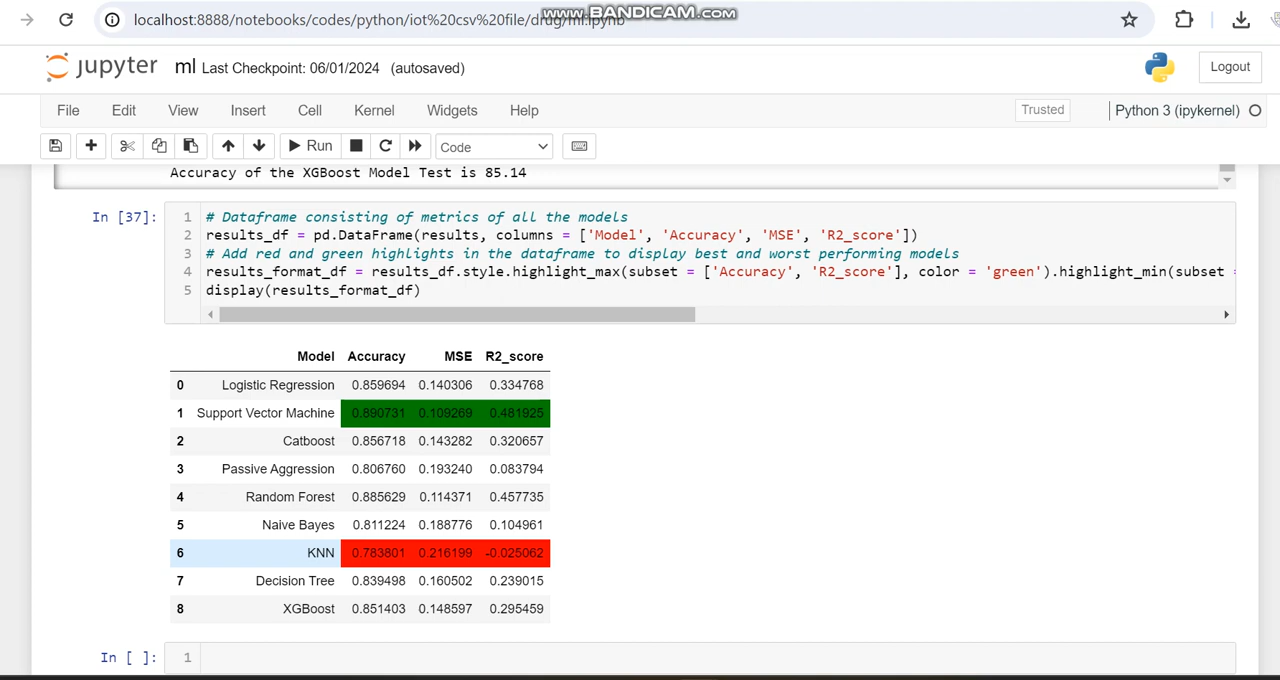 localhost:8888/notebooks/codes/python/iot%20csv%20file/drug/ml.ipynb
www.BANDICAM.com
jupyter ml Last Checkpoint: 06/01/2024 (autosaved)
Logout
File Edit View Insert Cell Kernel Widgets Help
Trusted
Python 3 (ipykernel)
Run
Code
Accuracy of the XGBoost Model Test is 85.14
In [37]:
1 # Dataframe consisting of metrics of all the models
2 results_df = pd.DataFrame(results, columns = ['Model', 'Accuracy', 'MSE', 'R2_score'])
3 # Add red and green highlights in the dataframe to display best and worst performing models
4 results_format_df = results_df.style.highlight_max(subset = ['Accuracy', 'R2_score'], color = 'green').highlight_min(subset =
5 display(results_format_df)
Model Accuracy MSE R2_score
0 Logistic Regression 0.859694 0.140306 0.334768
1 Support Vector Machine 0.890731 0.109269 0.481925
2 Catboost 0.856718 0.143282 0.320657
3 Passive Aggression 0.806760 0.193240 0.083794
4 Random Forest 0.885629 0.114371 0.457735
5 Naive Bayes 0.811224 0.188776 0.104961
6 KNN 0.783801 0.216199 -0.025062
7 Decision Tree 0.839498 0.160502 0.239015
8 XGBoost 0.851403 0.148597 0.295459
In [ ]: 1